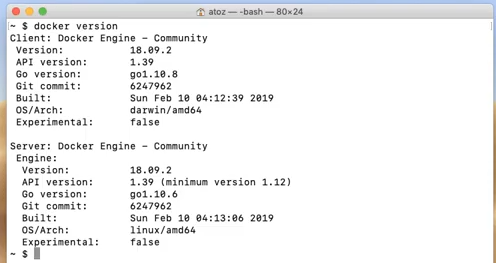 atoz — -bash — 80×24
~ $ docker version
Client: Docker Engine - Community
 Version:           18.09.2
 API version:       1.39
 Go version:        go1.10.8
 Git commit:        6247962
 Built:             Sun Feb 10 04:12:39 2019
 OS/Arch:           darwin/amd64
 Experimental:      false

Server: Docker Engine - Community
 Engine:
  Version:          18.09.2
  API version:      1.39 (minimum version 1.12)
  Go version:       go1.10.6
  Git commit:       6247962
  Built:            Sun Feb 10 04:13:06 2019
  OS/Arch:          linux/amd64
  Experimental:     false
~ $